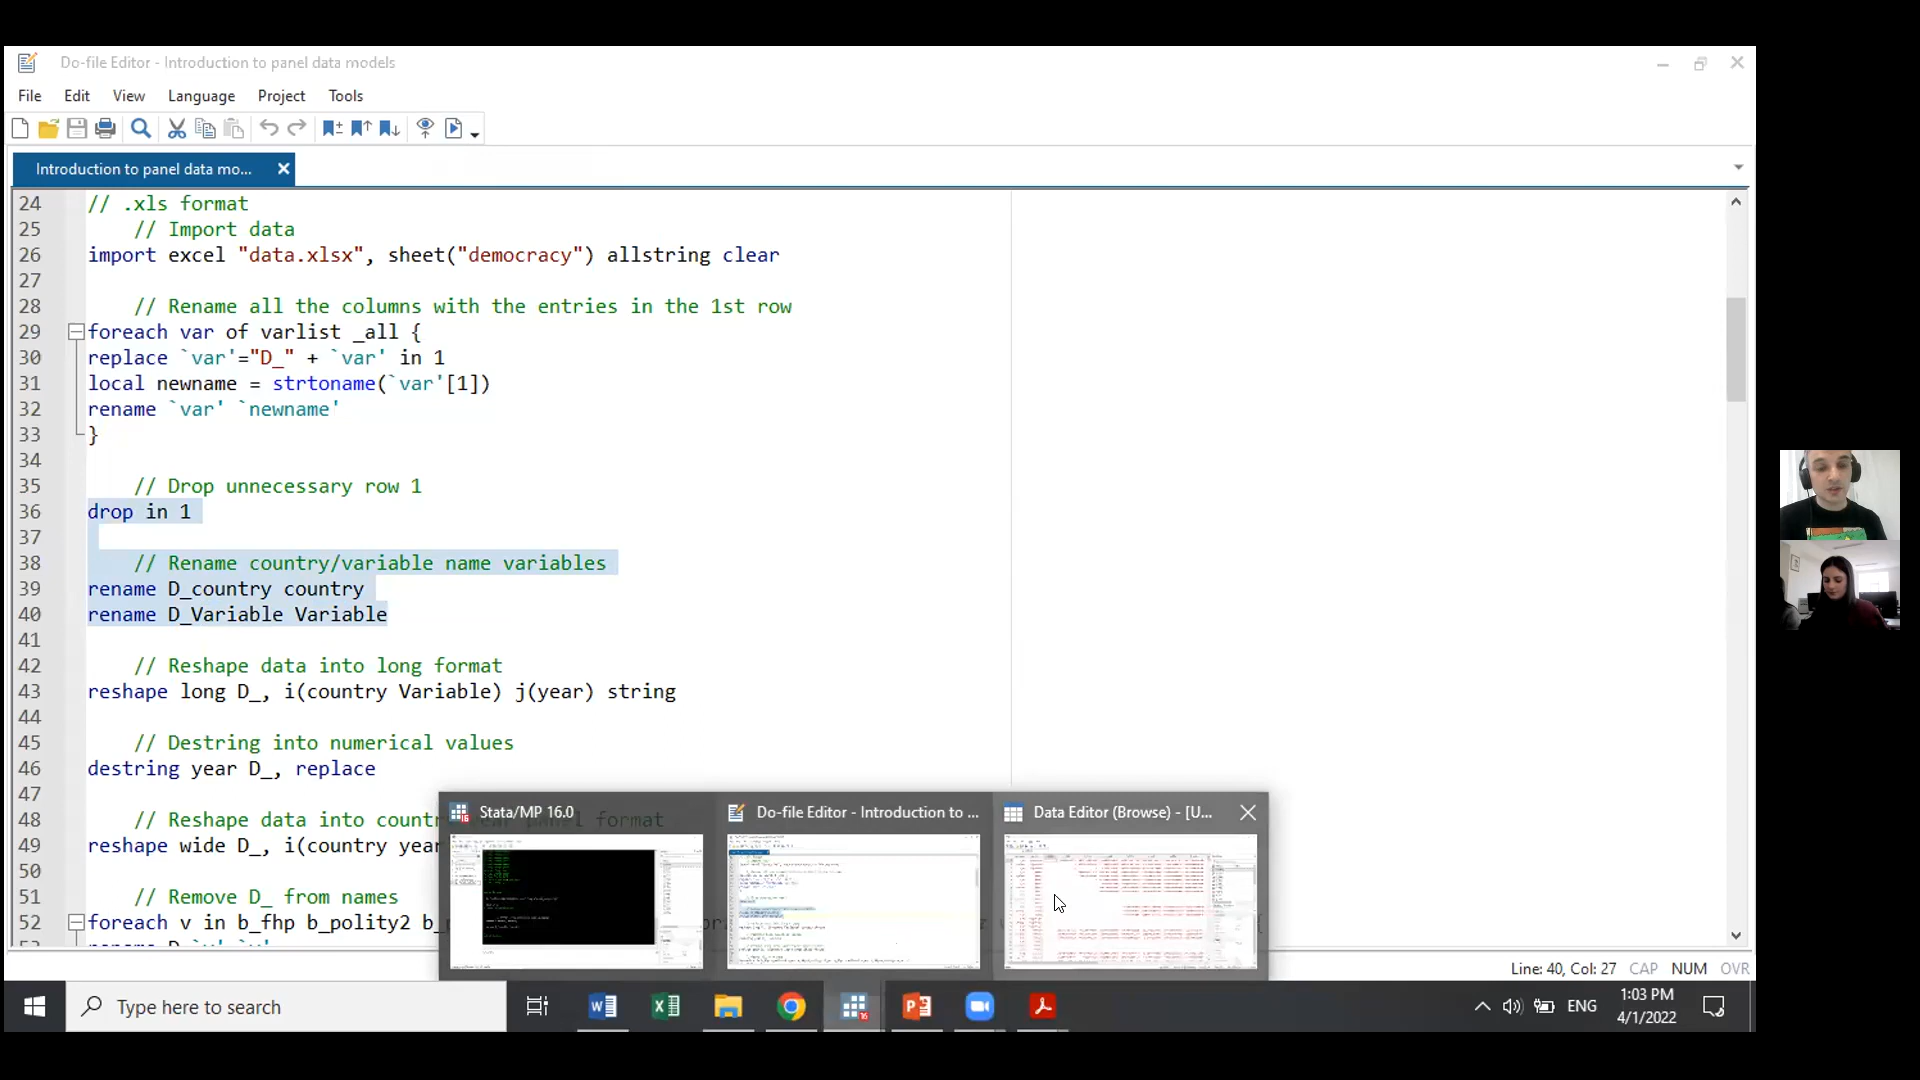 Do-file Editor - Introduction to panel data models
File Edit View Language Project Tools
Introduction to panel data mo...
24 // .xls format
25 // Import data
26 import excel "data.xlsx", sheet("democracy") allstring clear
27
28 // Rename all the columns with the entries in the 1st row
29 foreach var of varlist _all {
30 replace `var'="D_" + `var' in 1
31 local newname = strtoname(`var'[1])
32 rename `var' `newname'
33 }
34
35 // Drop unnecessary row 1
36 drop in 1
37
38 // Rename country/variable name variables
39 rename D_country country
40 rename D_Variable Variable
41
42 // Reshape data into long format
43 reshape long D_, i(country Variable) j(year) string
44
45 // Destring into numerical values
46 destring year D_, replace
47
48 // Reshape data into country panel format
49 reshape wide D_, i(country year
50
51 // Remove D_ from names
52 foreach v in b_fhp b_polity2 b_
Stata/MP 16.0
Do-file Editor - Introduction to ...
Data Editor (Browse) - [U...
Line: 40, Col: 27 CAP NUM OVR
Type here to search
ENG
1:03 PM
4/1/2022